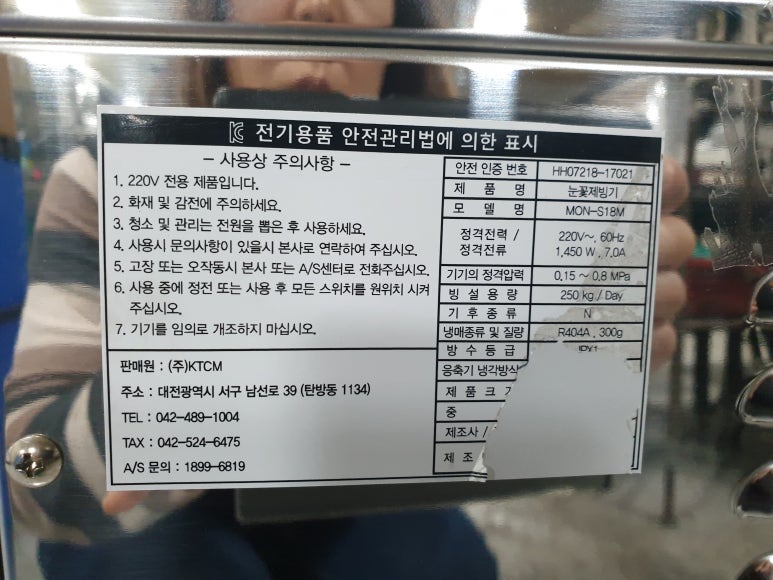 전기용품 안전관리법에 의한 표시
– 사용상 주의사항 –
1. 220V 전용 제품입니다.
2. 화재 및 감전에 주의하세요.
3. 청소 및 관리는 전원을 뽑은 후 사용하세요.
4. 사용시 문의사항이 있을시 본사로 연락하여 주십시오.
5. 고장 또는 오작동시 본사 또는 A/S센터로 전화주십시오.
6. 사용 중에 정전 또는 사용 후 모든 스위치를 원위치 시켜
주십시오.
7. 기기를 임의로 개조하지 마십시오.
판매원 : (주)KTCM
주소 : 대전광역시 서구 남선로 39 (탄방동 1134)
TEL : 042-489-1004
TAX : 042-524-6475
A/S 문의 : 1899-6819
안전 인증 번호 HH07218-17021
제 품 명 눈꽃제빙기
모 델 명 MON-S18M
정격전력 / 220V~, 60Hz
정격전류 1,450 W , 7.0A
기기의 정격압력 0,15 ~ 0,8 MPa
빙 설 용 량 250 kg / Day
기 후 종 류 N
냉매종류 및 질량 R404A , 300g
방 수 등 급 IPX1
응축기 냉각방식
제 품 크
중
제조사 /
제 조